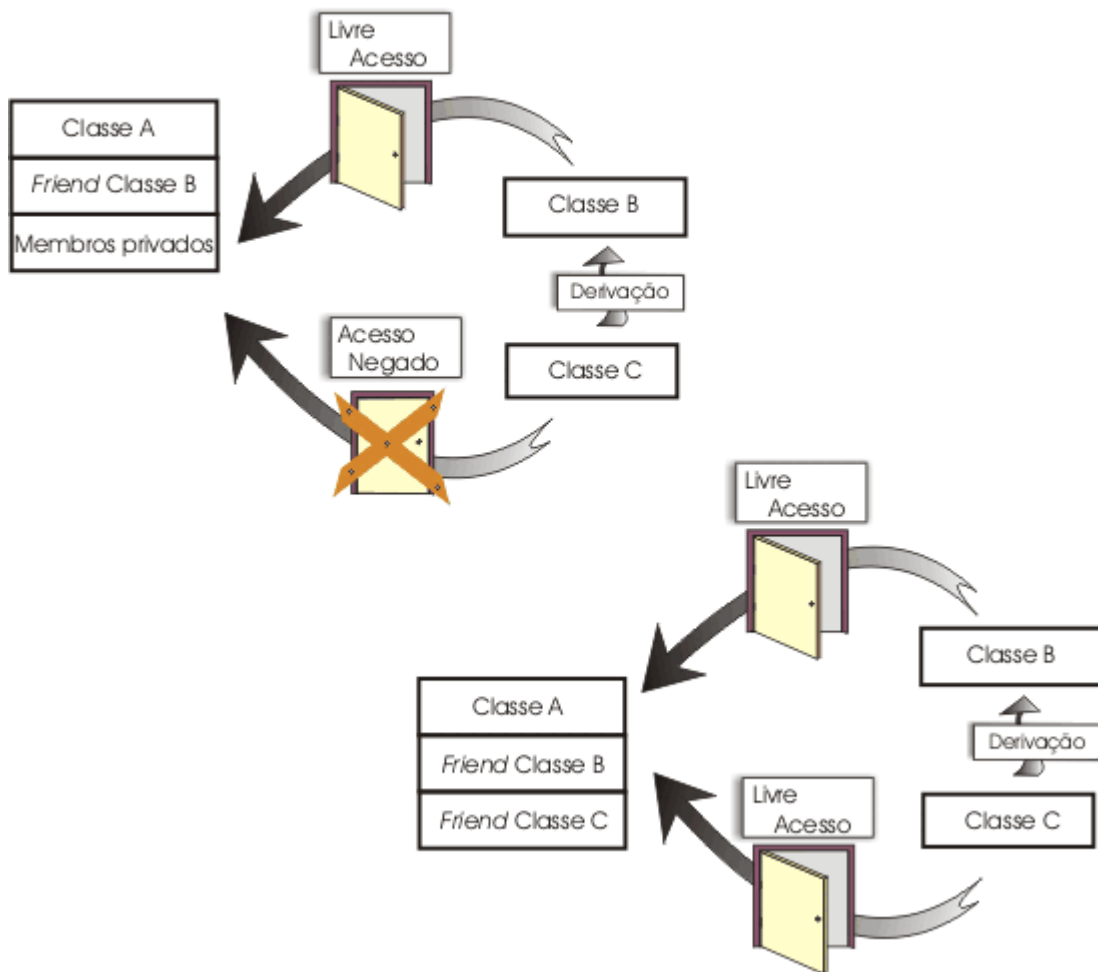 Livre
Acesso
Classe A
Friend Classe B
Membros privados
Classe B
Derivação
Classe C
Acesso
Negado
Livre
Acesso
Classe B
Derivação
Classe C
Classe A
Friend Classe B
Friend Classe C
Livre
Acesso